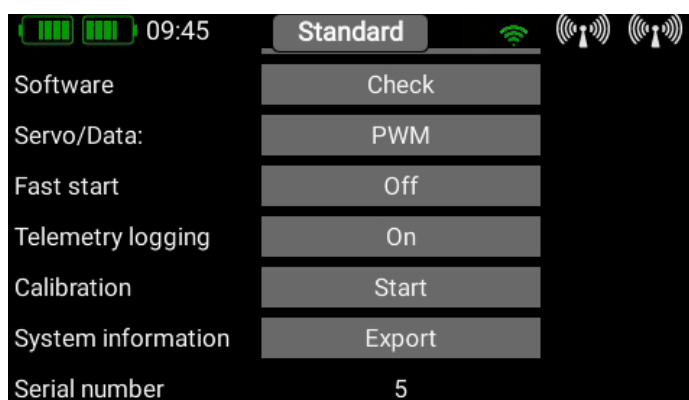 09:45 Standard
Software Check
Servo/Data: PWM
Fast start Off
Telemetry logging On
Calibration Start
System information Export
Serial number 5